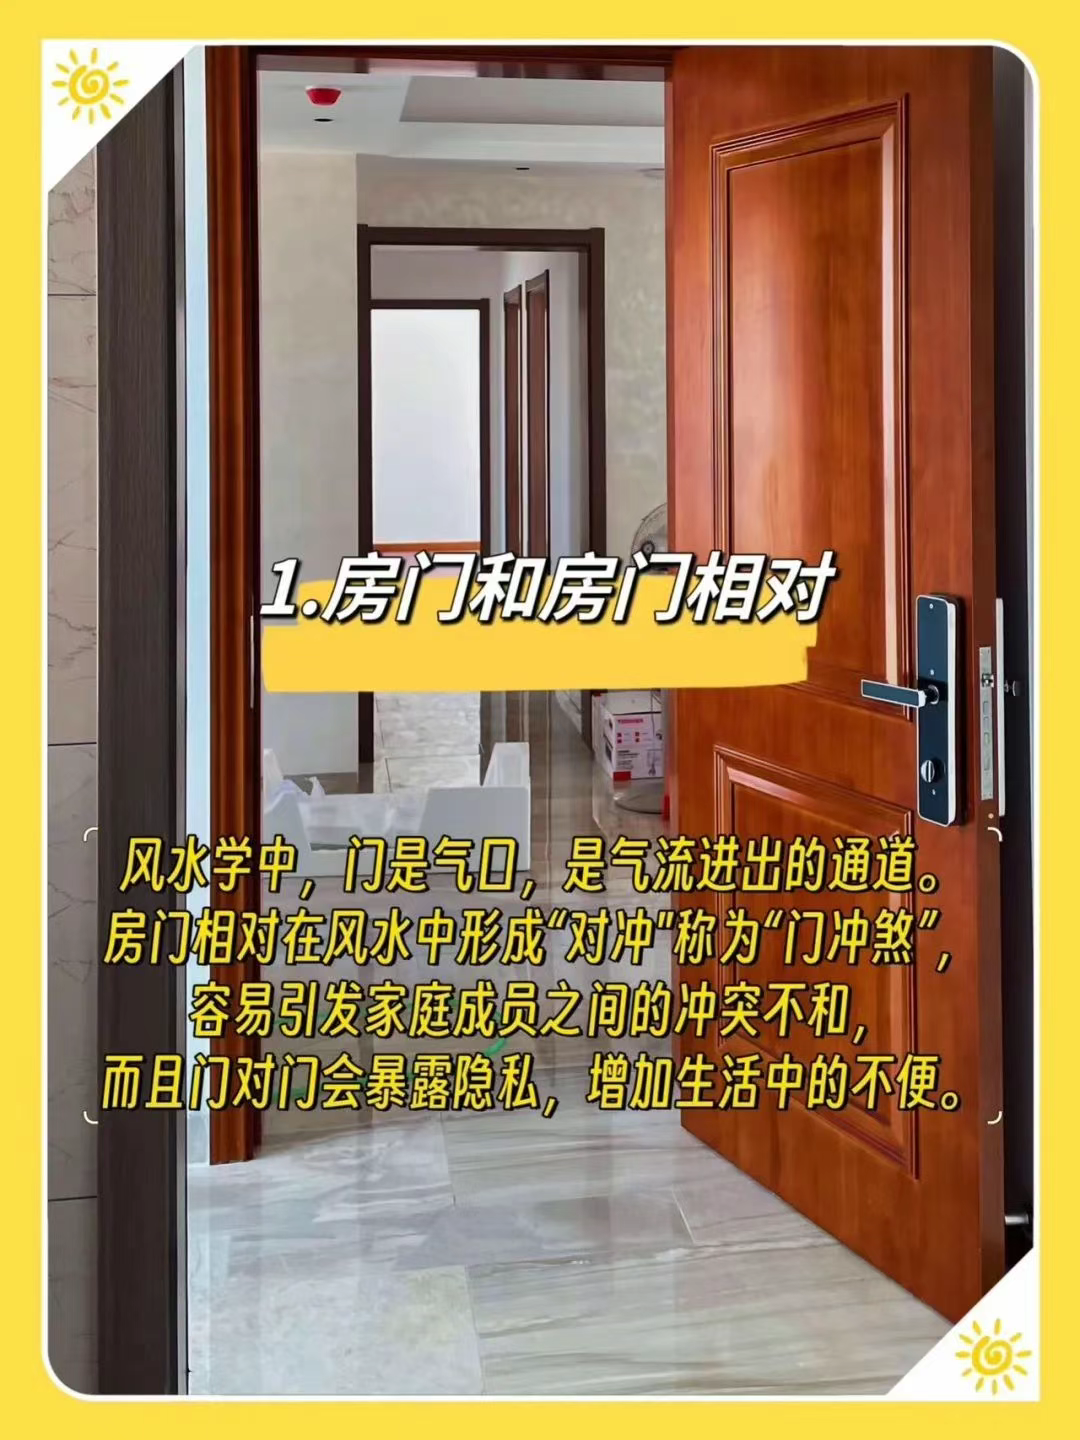 1.房门和房门相对
TOSHIBA
风水学中，门是气口，是气流进出的通道。
房门相对在风水中形成“对冲”称为“门冲煞”，
容易引发家庭成员之间的冲突不和，
而且门对门会暴露隐私，增加生活中的不便。